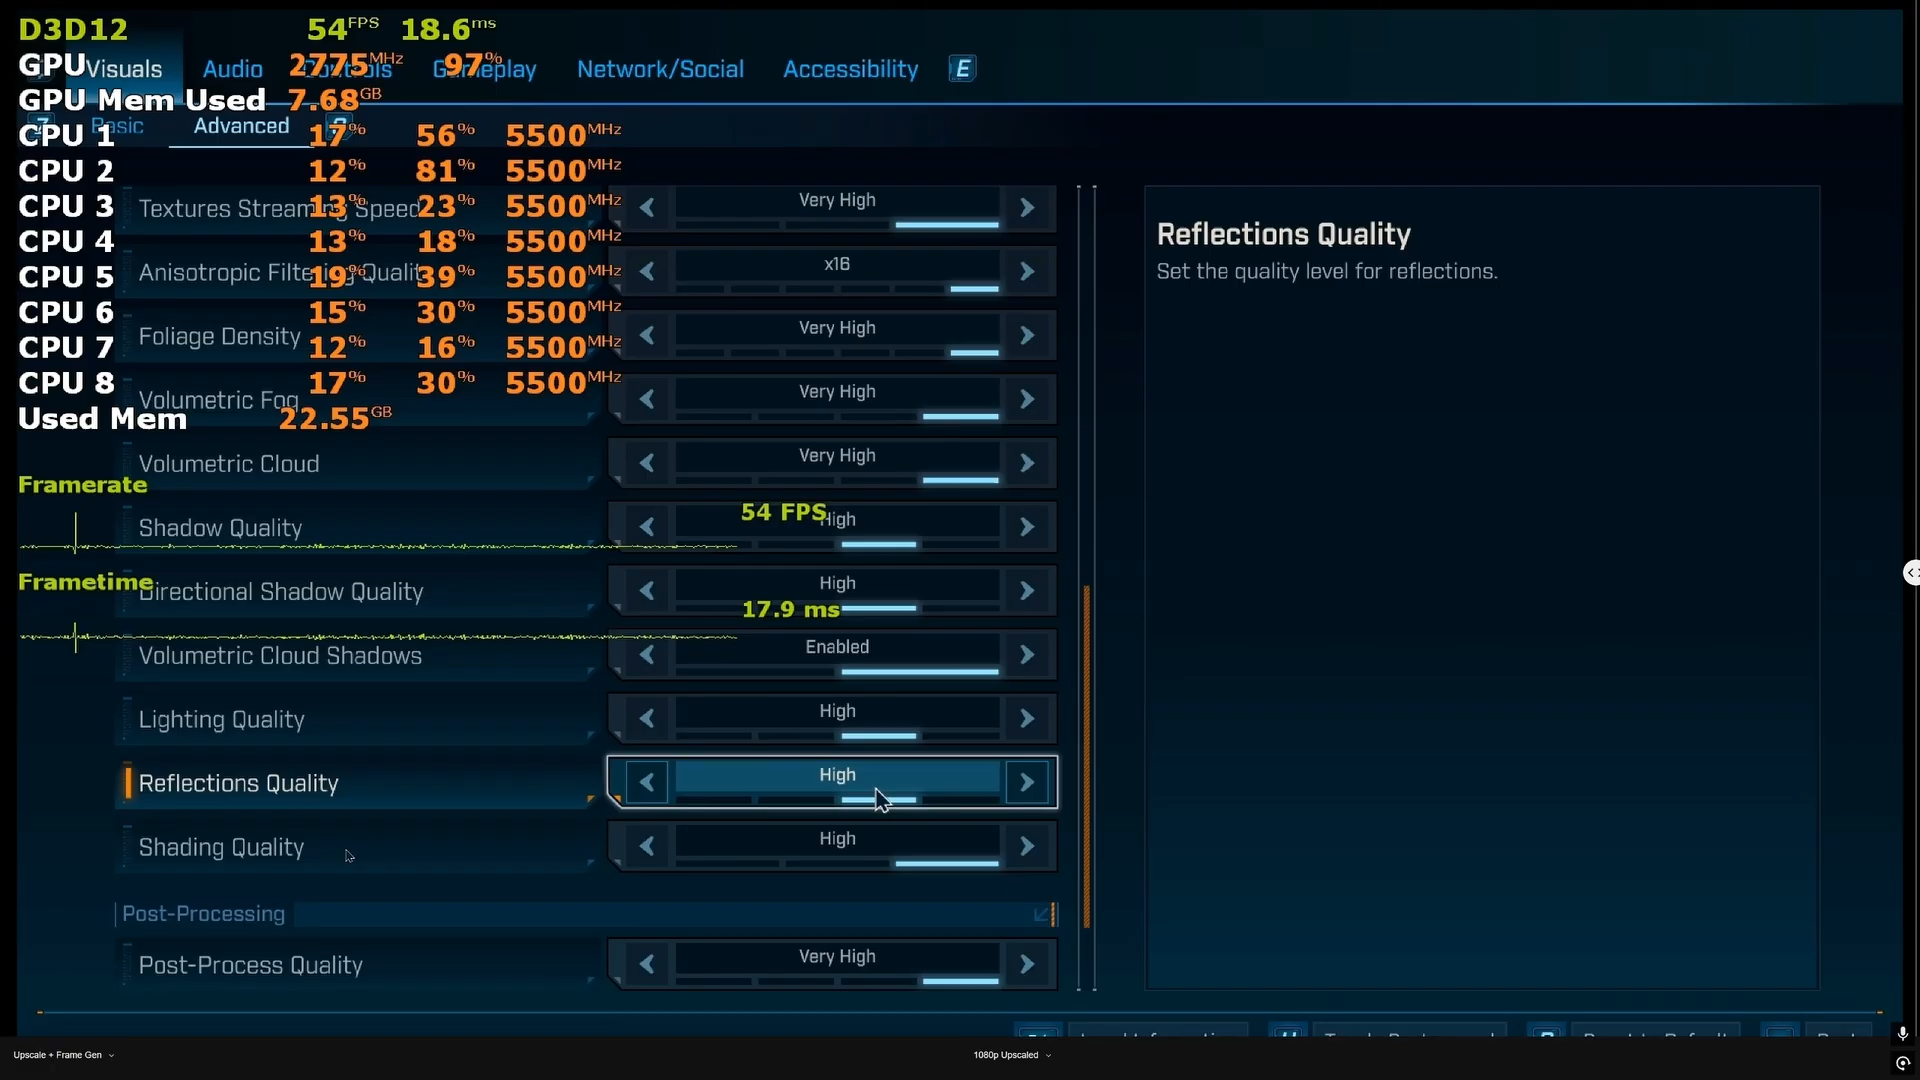 D3D12 54 FPS 18.6 ms
GPU 2775 MHz 97 %
Visuals Audio Controls Gameplay Network/Social Accessibility E
GPU Mem Used 7.68 GB
Basic Advanced
CPU 1 17 % 56 % 5500 MHz
CPU 2 12 % 81 % 5500 MHz
CPU 3 13 % 23 % 5500 MHz
CPU 4 13 % 18 % 5500 MHz
CPU 5 19 % 39 % 5500 MHz
CPU 6 15 % 30 % 5500 MHz
CPU 7 12 % 16 % 5500 MHz
CPU 8 17 % 30 % 5500 MHz
Used Mem 22.55 GB
Textures Streaming Speed Very High
Anisotropic Filtering Quality x16
Foliage Density Very High
Volumetric Fog Very High
Volumetric Cloud Very High
Framerate
54 FPS
Shadow Quality High
Frametime
Directional Shadow Quality High
17.9 ms
Volumetric Cloud Shadows Enabled
Lighting Quality High
Reflections Quality High
Shading Quality High
Post-Processing
Post-Process Quality Very High
Reflections Quality
Set the quality level for reflections.
Upscale + Frame Gen
1080p Upscaled